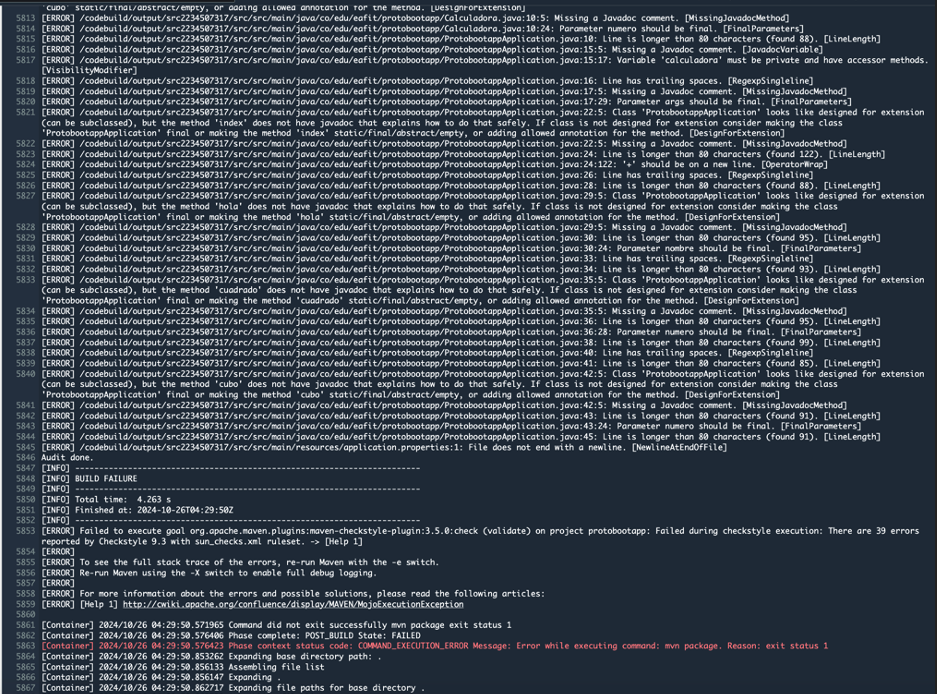 'cubo' static/final/abstract/empty, or adding allowed annotation for the method. [DesignForExtension]
5813 [ERROR] /codebuild/output/src2234507317/src/src/main/java/co/edu/eafit/protobootapp/Calculadora.java:10:5: Missing a Javadoc comment. [MissingJavadocMethod]
5814 [ERROR] /codebuild/output/src2234507317/src/src/main/java/co/edu/eafit/protobootapp/Calculadora.java:10:24: Parameter numero should be final. [FinalParameters]
5815 [ERROR] /codebuild/output/src2234507317/src/src/main/java/co/edu/eafit/protobootapp/ProtobootappApplication.java:10: Line is longer than 80 characters (found 88). [LineLength]
5816 [ERROR] /codebuild/output/src2234507317/src/src/main/java/co/edu/eafit/protobootapp/ProtobootappApplication.java:15:5: Missing a Javadoc comment. [JavadocVariable]
5817 [ERROR] /codebuild/output/src2234507317/src/src/main/java/co/edu/eafit/protobootapp/ProtobootappApplication.java:15:17: Variable 'calculadora' must be private and have accessor methods.
[VisibilityModifier]
5818 [ERROR] /codebuild/output/src2234507317/src/src/main/java/co/edu/eafit/protobootapp/ProtobootappApplication.java:16: Line has trailing spaces. [RegexpSingleline]
5819 [ERROR] /codebuild/output/src2234507317/src/src/main/java/co/edu/eafit/protobootapp/ProtobootappApplication.java:17:5: Missing a Javadoc comment. [MissingJavadocMethod]
5820 [ERROR] /codebuild/output/src2234507317/src/src/main/java/co/edu/eafit/protobootapp/ProtobootappApplication.java:17:29: Parameter args should be final. [FinalParameters]
5821 [ERROR] /codebuild/output/src2234507317/src/src/main/java/co/edu/eafit/protobootapp/ProtobootappApplication.java:22:5: Class 'ProtobootappApplication' looks like designed for extension
(can be subclassed), but the method 'index' does not have javadoc that explains how to do that safely. If class is not designed for extension consider making the class
'ProtobootappApplication' final or making the method 'index' static/final/abstract/empty, or adding allowed annotation for the method. [DesignForExtension]
5822 [ERROR] /codebuild/output/src2234507317/src/src/main/java/co/edu/eafit/protobootapp/ProtobootappApplication.java:22:5: Missing a Javadoc comment. [MissingJavadocMethod]
5823 [ERROR] /codebuild/output/src2234507317/src/src/main/java/co/edu/eafit/protobootapp/ProtobootappApplication.java:24: Line is longer than 80 characters (found 122). [LineLength]
5824 [ERROR] /codebuild/output/src2234507317/src/src/main/java/co/edu/eafit/protobootapp/ProtobootappApplication.java:24:122: '+' should be on a new line. [OperatorWrap]
5825 [ERROR] /codebuild/output/src2234507317/src/src/main/java/co/edu/eafit/protobootapp/ProtobootappApplication.java:26: Line has trailing spaces. [RegexpSingleline]
5826 [ERROR] /codebuild/output/src2234507317/src/src/main/java/co/edu/eafit/protobootapp/ProtobootappApplication.java:28: Line is longer than 80 characters (found 88). [LineLength]
5827 [ERROR] /codebuild/output/src2234507317/src/src/main/java/co/edu/eafit/protobootapp/ProtobootappApplication.java:29:5: Class 'ProtobootappApplication' looks like designed for extension
(can be subclassed), but the method 'hola' does not have javadoc that explains how to do that safely. If class is not designed for extension consider making the class
'ProtobootappApplication' final or making the method 'hola' static/final/abstract/empty, or adding allowed annotation for the method. [DesignForExtension]
5828 [ERROR] /codebuild/output/src2234507317/src/src/main/java/co/edu/eafit/protobootapp/ProtobootappApplication.java:29:5: Missing a Javadoc comment. [MissingJavadocMethod]
5829 [ERROR] /codebuild/output/src2234507317/src/src/main/java/co/edu/eafit/protobootapp/ProtobootappApplication.java:30: Line is longer than 80 characters (found 95). [LineLength]
5830 [ERROR] /codebuild/output/src2234507317/src/src/main/java/co/edu/eafit/protobootapp/ProtobootappApplication.java:30:24: Parameter nombre should be final. [FinalParameters]
5831 [ERROR] /codebuild/output/src2234507317/src/src/main/java/co/edu/eafit/protobootapp/ProtobootappApplication.java:33: Line has trailing spaces. [RegexpSingleline]
5832 [ERROR] /codebuild/output/src2234507317/src/src/main/java/co/edu/eafit/protobootapp/ProtobootappApplication.java:34: Line is longer than 80 characters (found 93). [LineLength]
5833 [ERROR] /codebuild/output/src2234507317/src/src/main/java/co/edu/eafit/protobootapp/ProtobootappApplication.java:35:5: Class 'ProtobootappApplication' looks like designed for extension
(can be subclassed), but the method 'cuadrado' does not have javadoc that explains how to do that safely. If class is not designed for extension consider making the class
'ProtobootappApplication' final or making the method 'cuadrado' static/final/abstract/empty, or adding allowed annotation for the method. [DesignForExtension]
5834 [ERROR] /codebuild/output/src2234507317/src/src/main/java/co/edu/eafit/protobootapp/ProtobootappApplication.java:35:5: Missing a Javadoc comment. [MissingJavadocMethod]
5835 [ERROR] /codebuild/output/src2234507317/src/src/main/java/co/edu/eafit/protobootapp/ProtobootappApplication.java:36: Line is longer than 80 characters (found 95). [LineLength]
5836 [ERROR] /codebuild/output/src2234507317/src/src/main/java/co/edu/eafit/protobootapp/ProtobootappApplication.java:36:28: Parameter numero should be final. [FinalParameters]
5837 [ERROR] /codebuild/output/src2234507317/src/src/main/java/co/edu/eafit/protobootapp/ProtobootappApplication.java:38: Line is longer than 80 characters (found 99). [LineLength]
5838 [ERROR] /codebuild/output/src2234507317/src/src/main/java/co/edu/eafit/protobootapp/ProtobootappApplication.java:40: Line has trailing spaces. [RegexpSingleline]
5839 [ERROR] /codebuild/output/src2234507317/src/src/main/java/co/edu/eafit/protobootapp/ProtobootappApplication.java:41: Line is longer than 80 characters (found 85). [LineLength]
5840 [ERROR] /codebuild/output/src2234507317/src/src/main/java/co/edu/eafit/protobootapp/ProtobootappApplication.java:42:5: Class 'ProtobootappApplication' looks like designed for extension
(can be subclassed), but the method 'cubo' does not have javadoc that explains how to do that safely. If class is not designed for extension consider making the class
'ProtobootappApplication' final or making the method 'cubo' static/final/abstract/empty, or adding allowed annotation for the method. [DesignForExtension]
5841 [ERROR] /codebuild/output/src2234507317/src/src/main/java/co/edu/eafit/protobootapp/ProtobootappApplication.java:42:5: Missing a Javadoc comment. [MissingJavadocMethod]
5842 [ERROR] /codebuild/output/src2234507317/src/src/main/java/co/edu/eafit/protobootapp/ProtobootappApplication.java:43: Line is longer than 80 characters (found 91). [LineLength]
5843 [ERROR] /codebuild/output/src2234507317/src/src/main/java/co/edu/eafit/protobootapp/ProtobootappApplication.java:43:24: Parameter numero should be final. [FinalParameters]
5844 [ERROR] /codebuild/output/src2234507317/src/src/main/java/co/edu/eafit/protobootapp/ProtobootappApplication.java:45: Line is longer than 80 characters (found 91). [LineLength]
5845 [ERROR] /codebuild/output/src2234507317/src/src/main/resources/application.properties:1: File does not end with a newline. [NewlineAtEndOfFile]
5846 Audit done.
5847 [INFO] ------------------------------------------------------------------------
5848 [INFO] BUILD FAILURE
5849 [INFO] ------------------------------------------------------------------------
5850 [INFO] Total time:  4.263 s
5851 [INFO] Finished at: 2024-10-26T04:29:50Z
5852 [INFO] ------------------------------------------------------------------------
5853 [ERROR] Failed to execute goal org.apache.maven.plugins:maven-checkstyle-plugin:3.5.0:check (validate) on project protobootapp: Failed during checkstyle execution: There are 39 errors
reported by Checkstyle 9.3 with sun_checks.xml ruleset. -> [Help 1]
5854 [ERROR]
5855 [ERROR] To see the full stack trace of the errors, re-run Maven with the -e switch.
5856 [ERROR] Re-run Maven using the -X switch to enable full debug logging.
5857 [ERROR]
5858 [ERROR] For more information about the errors and possible solutions, please read the following articles:
5859 [ERROR] [Help 1] http://cwiki.apache.org/confluence/display/MAVEN/MojoExecutionException
5860
5861 [Container] 2024/10/26 04:29:50.571965 Command did not exit successfully mvn package exit status 1
5862 [Container] 2024/10/26 04:29:50.576406 Phase complete: POST_BUILD State: FAILED
5863 [Container] 2024/10/26 04:29:50.576423 Phase context status code: COMMAND_EXECUTION_ERROR Message: Error while executing command: mvn package. Reason: exit status 1
5864 [Container] 2024/10/26 04:29:50.853262 Expanding base directory path: .
5865 [Container] 2024/10/26 04:29:50.856133 Assembling file list
5866 [Container] 2024/10/26 04:29:50.856147 Expanding .
5867 [Container] 2024/10/26 04:29:50.862717 Expanding file paths for base directory .